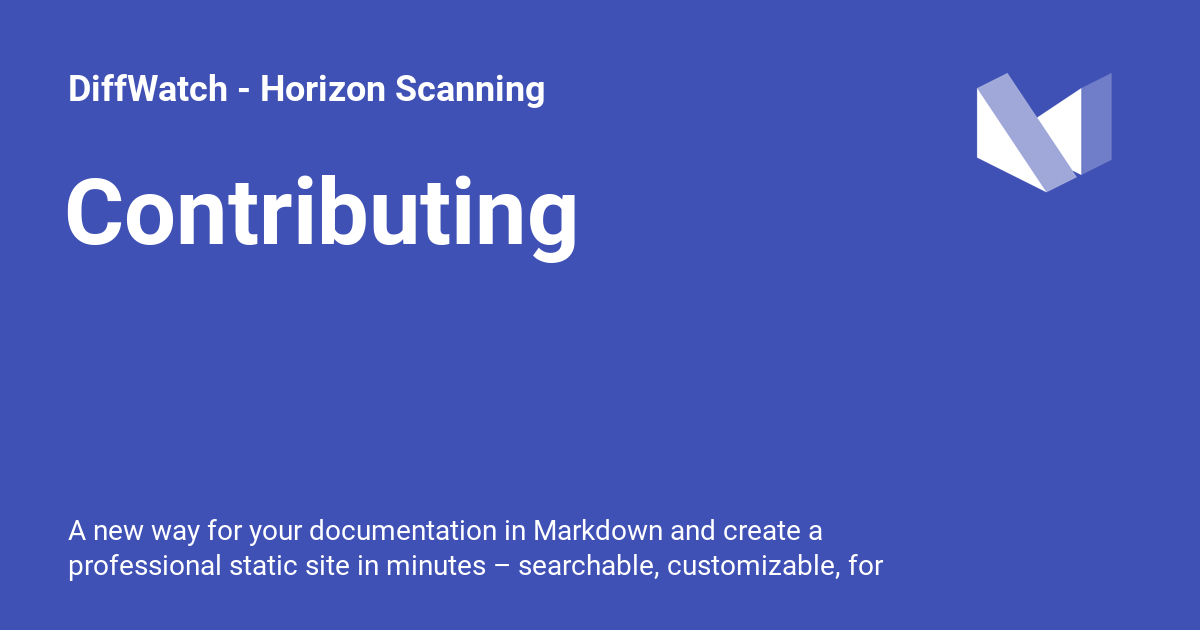 DiffWatch - Horizon Scanning
Contributing
A new way for your documentation in Markdown and create a
professional static site in minutes – searchable, customizable, for